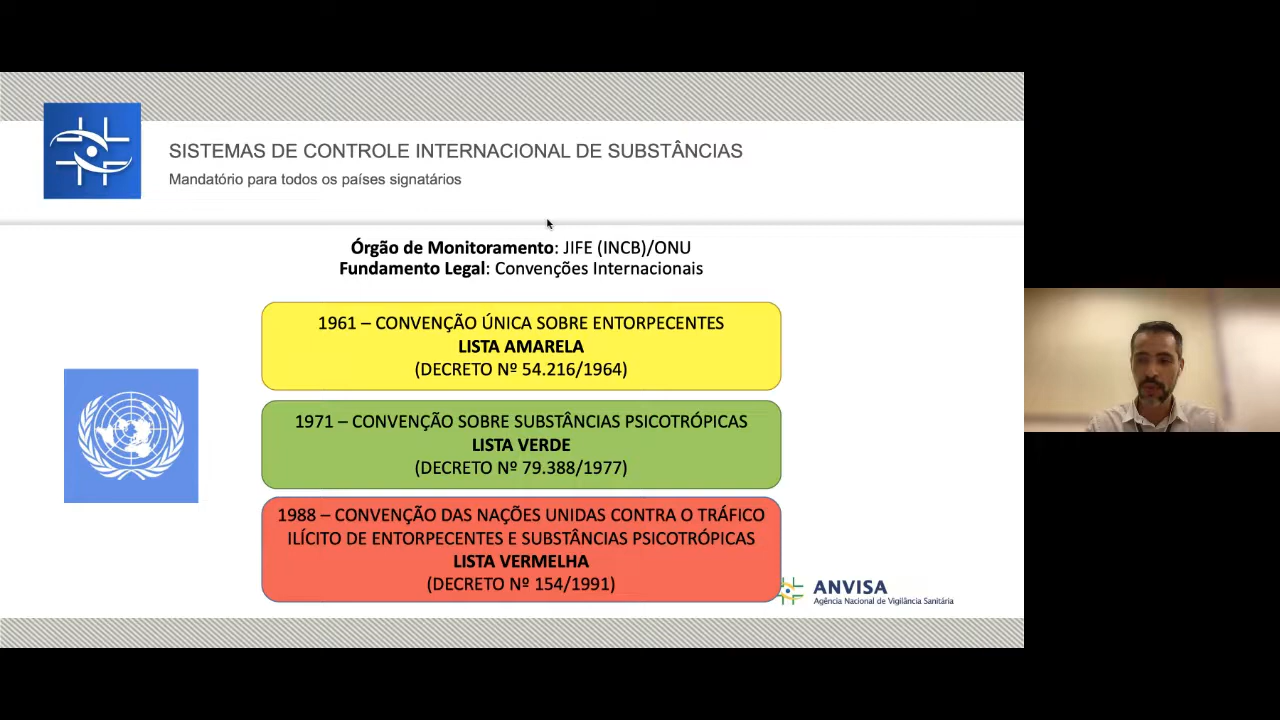 SISTEMAS DE CONTROLE INTERNACIONAL DE SUBSTÂNCIAS
Mandatório para todos os países signatários
Órgão de Monitoramento: JIFE (INCB)/ONU
Fundamento Legal: Convenções Internacionais
1961 – CONVENÇÃO ÚNICA SOBRE ENTORPECENTES
LISTA AMARELA
(DECRETO Nº 54.216/1964)
1971 – CONVENÇÃO SOBRE SUBSTÂNCIAS PSICOTRÓPICAS
LISTA VERDE
(DECRETO Nº 79.388/1977)
1988 – CONVENÇÃO DAS NAÇÕES UNIDAS CONTRA O TRÁFICO
ILÍCITO DE ENTORPECENTES E SUBSTÂNCIAS PSICOTRÓPICAS
LISTA VERMELHA
(DECRETO Nº 154/1991)
ANVISA
Agência Nacional de Vigilância Sanitária